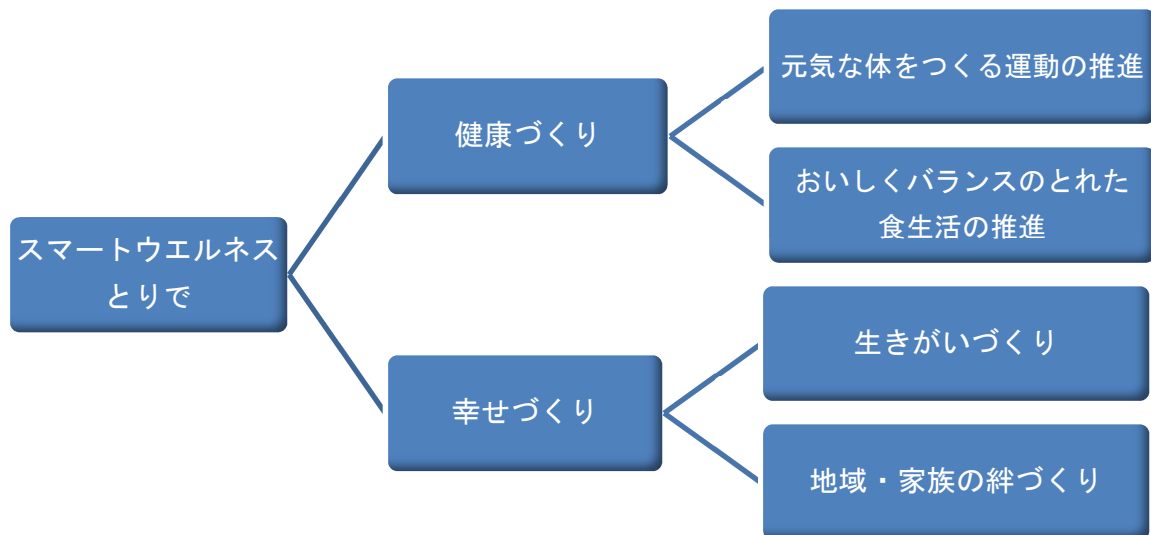 スマートウエルネス
とりで
健康づくり
元気な体をつくる運動の推進
おいしくバランスのとれた
食生活の推進
幸せづくり
生きがいづくり
地域・家族の絆づくり